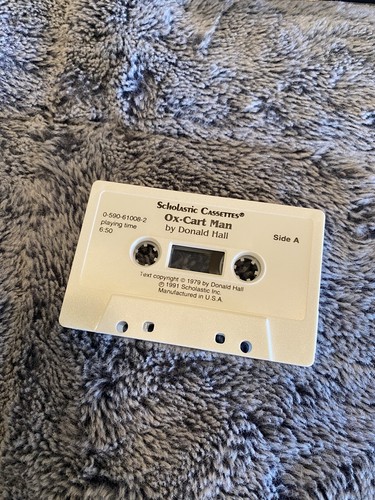 Scholastic Cassettes®
Ox-Cart Man
by Donald Hall
0-590-61008-2
playing time
6:50
Side A
Text copyright © 1979 by Donald Hall
℗ 1991 Scholastic Inc.
Manufactured in U.S.A.